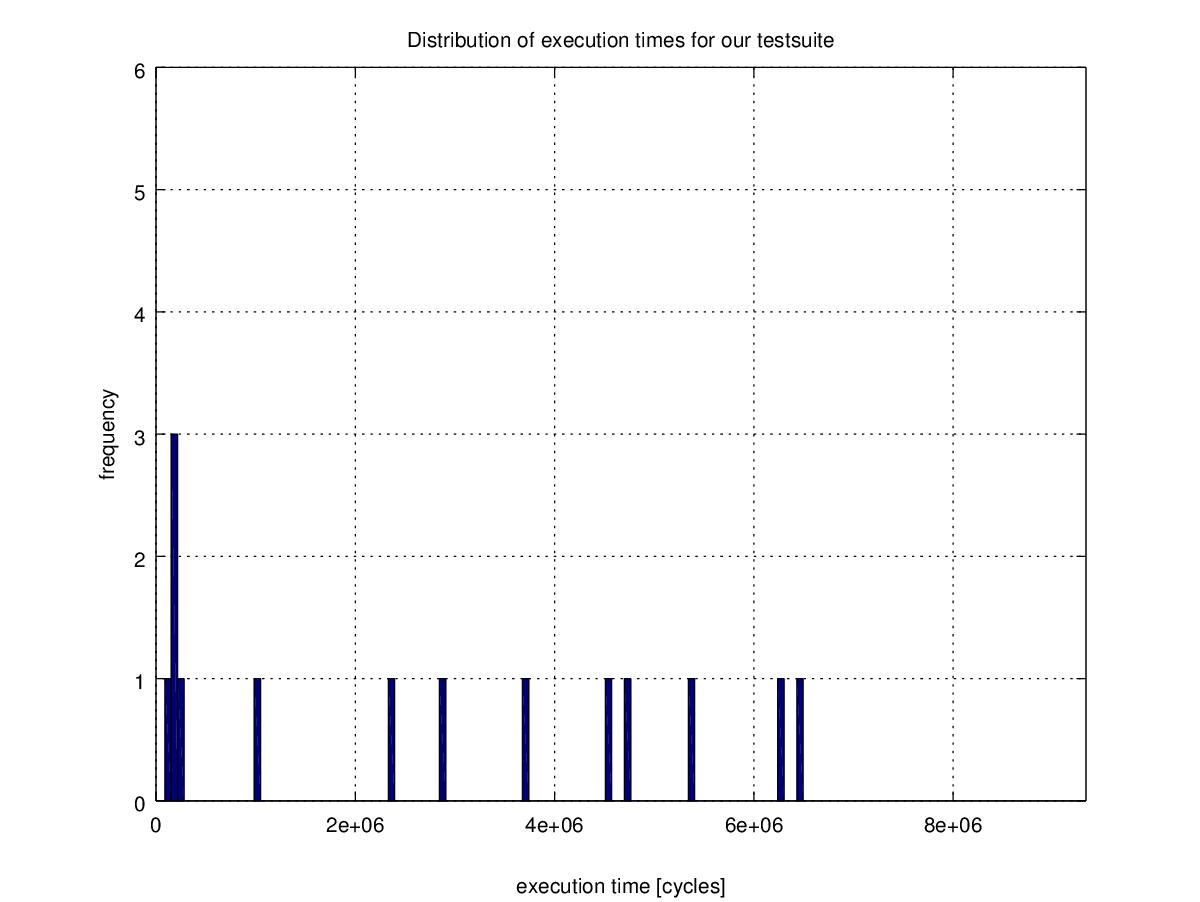 Distribution of execution times for our testsuite
6
5
4
3
2
1
0
frequency
0 2e+06 4e+06 6e+06 8e+06
execution time [cycles]